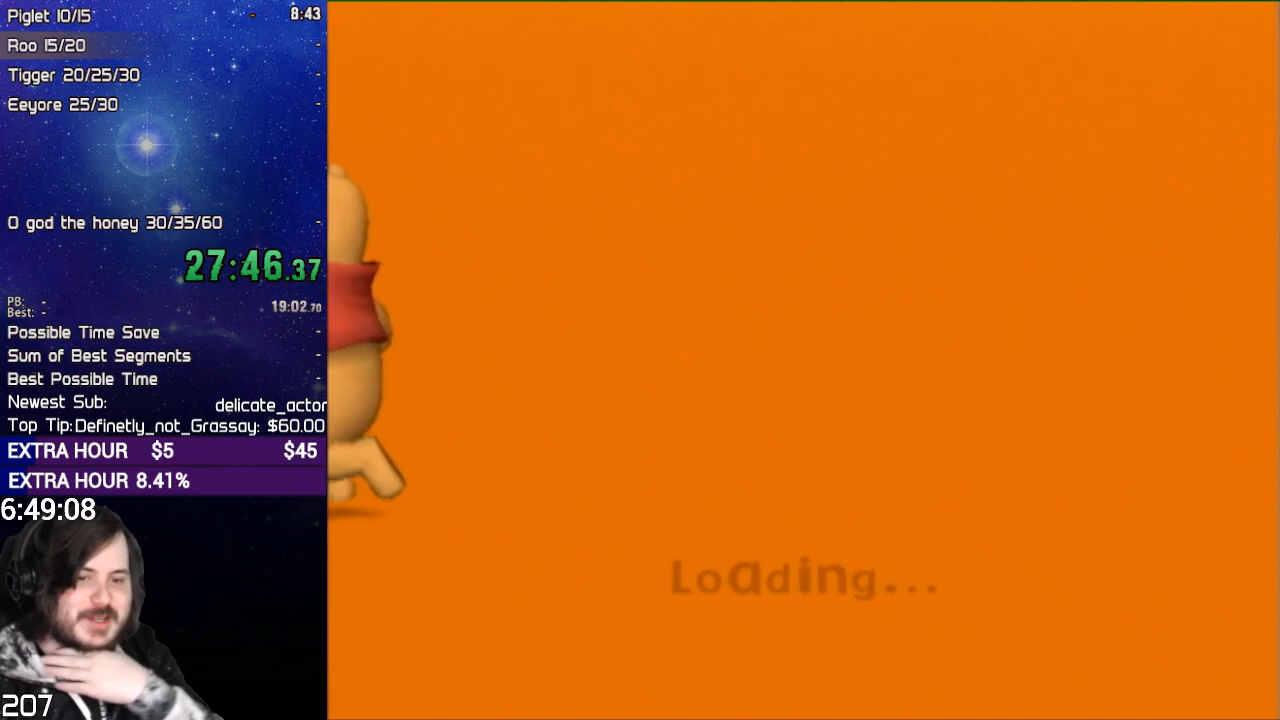 Piglet 10/15 - 8:43
Roo 15/20 -
Tigger 20/25/30 -
Eeyore 25/30 -
O god the honey 30/35/60 -
27:46.37
PB: - 19:02.70
Best: -
Possible Time Save -
Sum of Best Segments -
Best Possible Time -
Newest Sub: delicate_actor
Top Tip: Definetly_not_Grassay: $60.00
EXTRA HOUR $5 $45
EXTRA HOUR 8.41%
6:49:08
207
Loading...